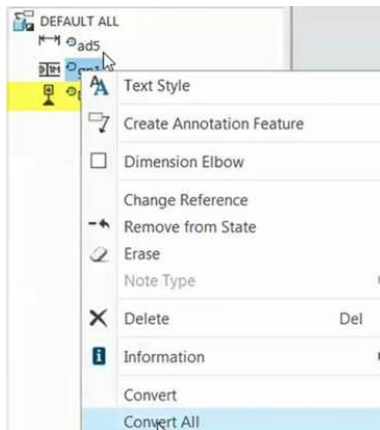 DEFAULT ALL
ad5
Text Style
Create Annotation Feature
Dimension Elbow
Change Reference
Remove from State
Erase
Note Type
Delete Del
Information
Convert
Convert All